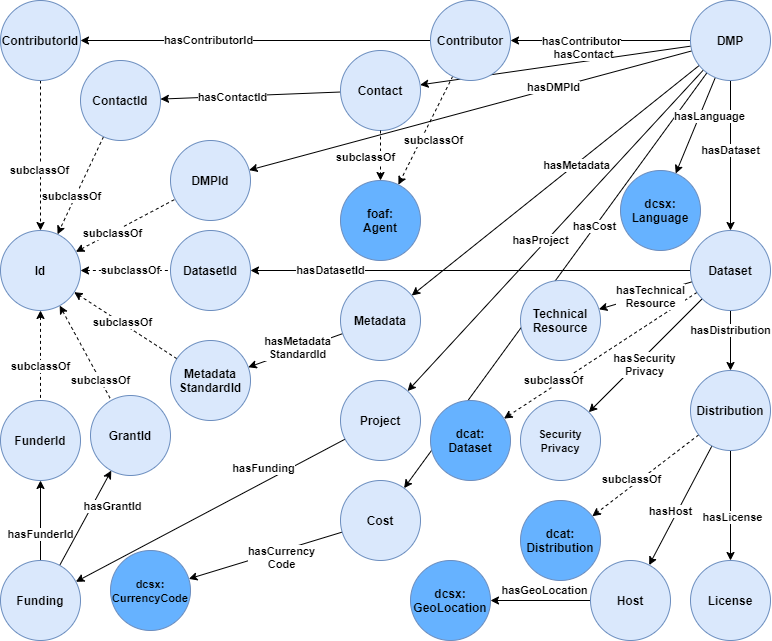 ContributorId
hasContributorId
Contributor
hasContributor
DMP
hasContact
ContactId
hasContactId
Contact
hasDMPId
hasLanguage
subclassOf
subclassOf
hasDataset
subclassOf
hasMetadata
DMPId
subclassOf
foaf:
Agent
dcsx:
Language
subclassOf
hasCost
hasProject
Id
subclassOf
DatasetId
hasDatasetId
Dataset
hasTechnical
Resource
subclassOf
Metadata
Technical
Resource
hasDistribution
hasMetadata
StandardId
hasSecurity
Privacy
subclassOf
subclassOf
Metadata
StandardId
subclassOf
Distribution
FunderId
GrantId
Project
dcat:
Dataset
Security
Privacy
hasFunding
subclassOf
hasGrantId
hasHost
hasLicense
Cost
hasFunderId
hasCurrency
Code
dcat:
Distribution
Funding
dcsx:
CurrencyCode
hasGeoLocation
dcsx:
GeoLocation
Host
License